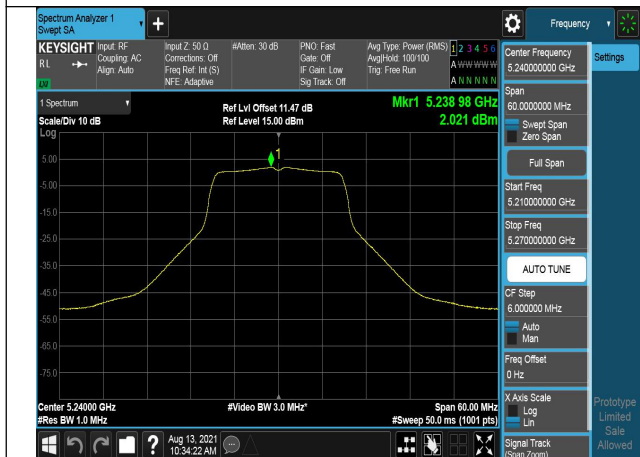 Spectrum Analyzer 1
Swept SA
+
Frequency
KEYSIGHT
RL
Input: RF
Coupling: AC
Align: Auto
Input Z: 50 Ω
Corrections: Off
Freq Ref: Int (S)
NFE: Adaptive
#Atten: 30 dB
PNO: Fast
Gate: Off
IF Gain: Low
Sig Track: Off
Avg Type: Power (RMS)
Avg|Hold: 100/100
Trig: Free Run
1 2 3 4 5 6
A W W W W W
A N N N N N
1 Spectrum
Scale/Div 10 dB
Log
Ref Lvl Offset 11.47 dB
Ref Level 15.00 dBm
Mkr1 5.238 98 GHz
2.021 dBm
1
5.00
-5.00
-15.0
-25.0
-35.0
-45.0
-55.0
-65.0
-75.0
Center 5.24000 GHz
#Res BW 1.0 MHz
#Video BW 3.0 MHz*
Span 60.00 MHz
#Sweep 50.0 ms (1001 pts)
Center Frequency
5.240000000 GHz
Settings
Span
60.0000000 MHz
Swept Span
Zero Span
Full Span
Start Freq
5.210000000 GHz
Stop Freq
5.270000000 GHz
AUTO TUNE
CF Step
6.000000 MHz
Auto
Man
Freq Offset
0 Hz
X Axis Scale
Log
Lin
Signal Track
(Span Zoom)
Prototype
Limited
Sale
Allowed
?
Aug 13, 2021
10:34:22 AM